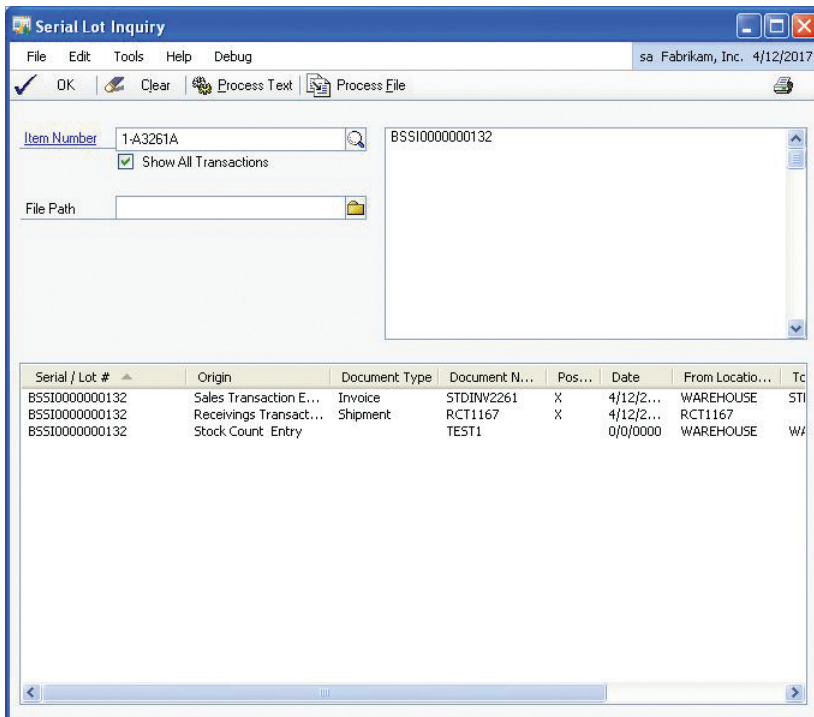 Serial Lot Inquiry
File Edit Tools Help Debug sa Fabrikam, Inc. 4/12/2017
OK Clear Process Text Process File
Item Number 1-A3261A BSSI0000000132
Show All Transactions
File Path
Serial / Lot # Origin Document Type Document N... Pos... Date From Locatio... To
BSSI0000000132 Sales Transaction E... Invoice STDINV2261 X 4/12/2... WAREHOUSE STI
BSSI0000000132 Receivings Transact... Shipment RCT1167 X 4/12/2... RCT1167
BSSI0000000132 Stock Count Entry TEST1 0/0/0000 WAREHOUSE